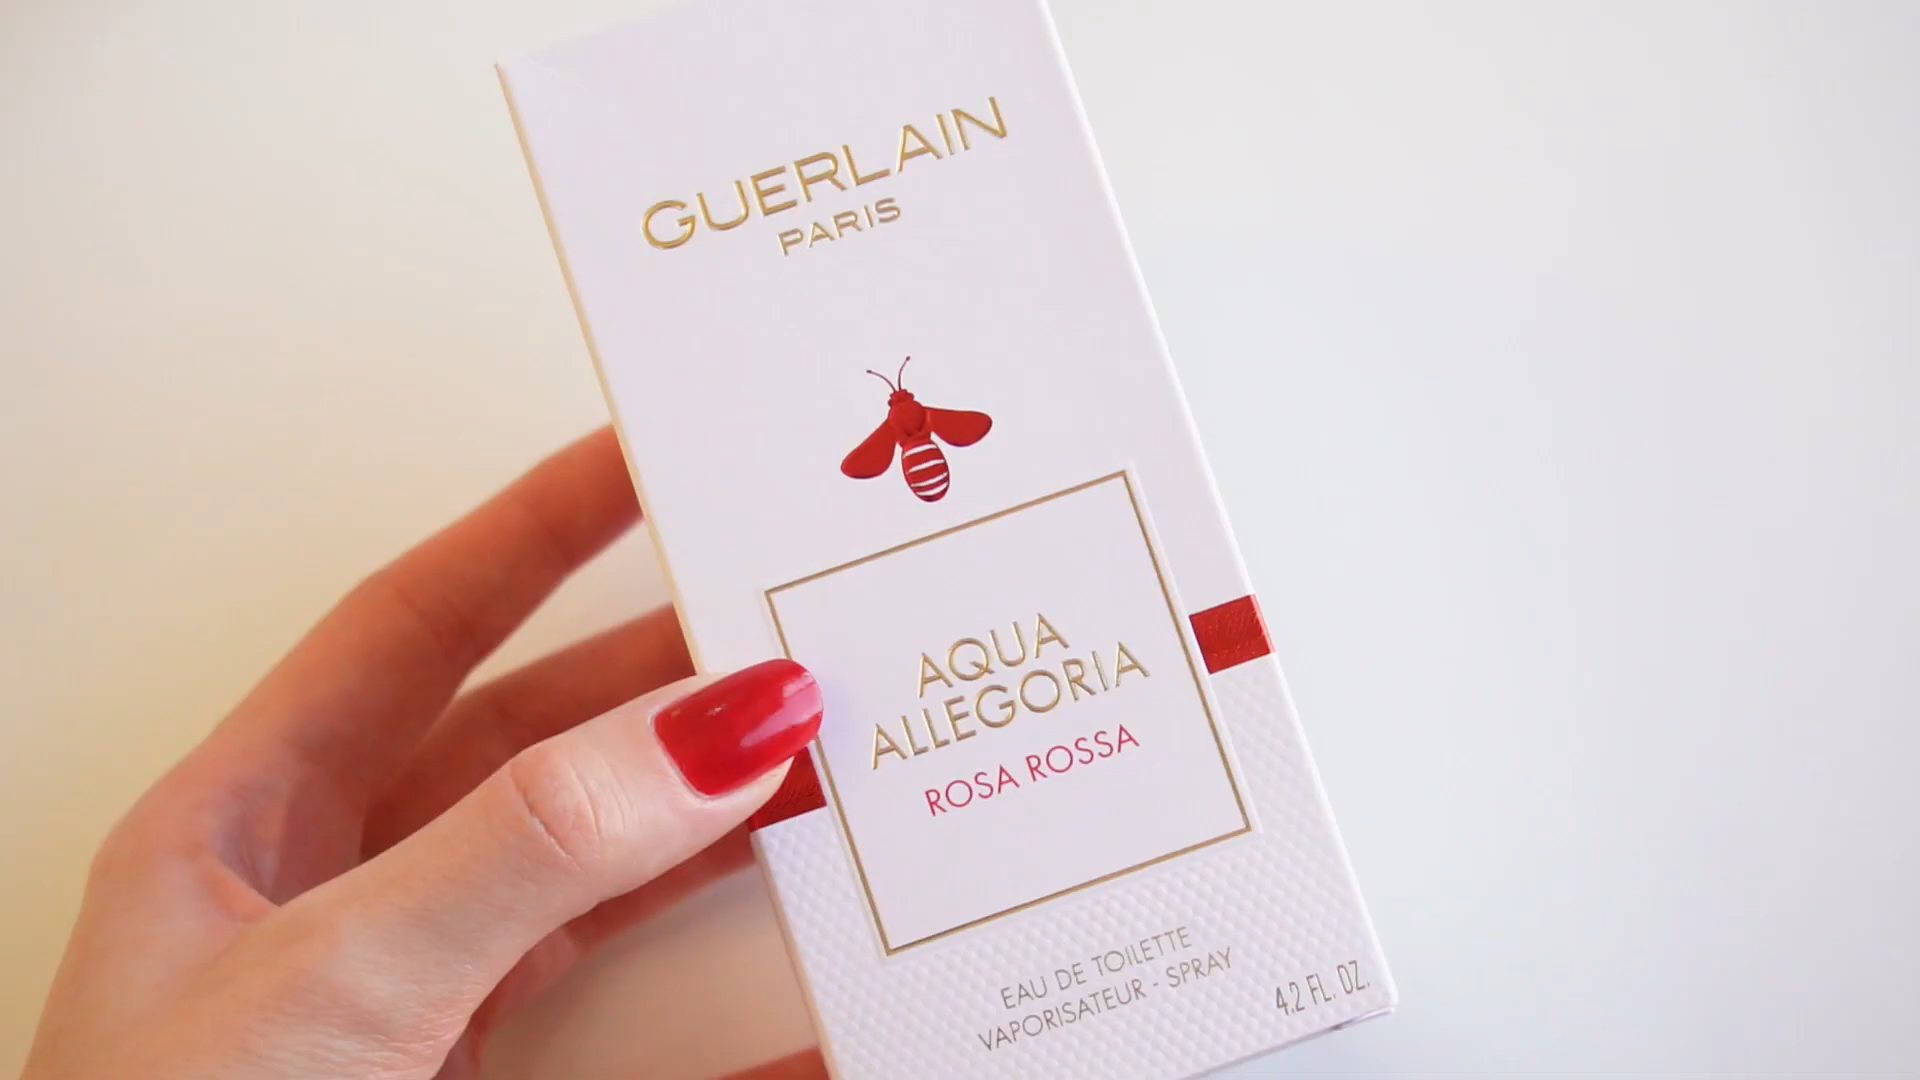 GUERLAIN
PARIS
AQUA
ALLEGORIA
ROSA ROSSA
EAU DE TOILETTE
VAPORISATEUR - SPRAY
4.2 FL. OZ.